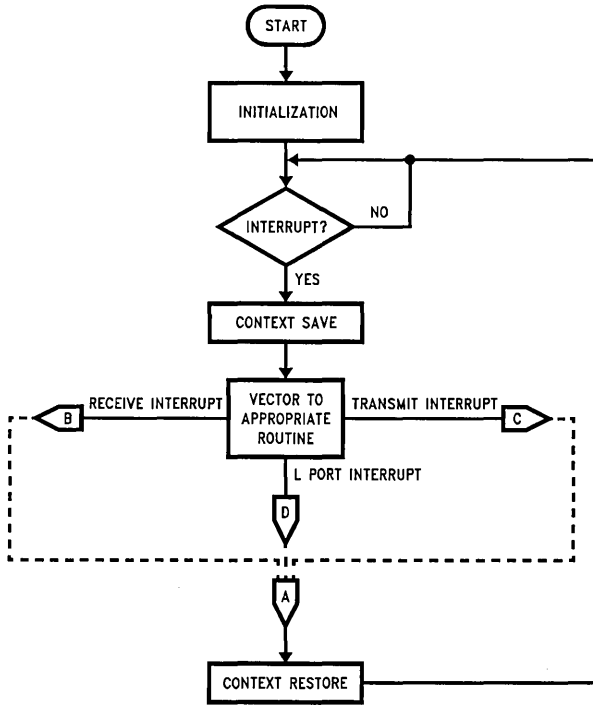 START
INITIALIZATION
INTERRUPT?
NO
YES
CONTEXT SAVE
B
RECEIVE INTERRUPT
VECTOR TO
APPROPRIATE
ROUTINE
TRANSMIT INTERRUPT
C
L PORT INTERRUPT
D
A
CONTEXT RESTORE